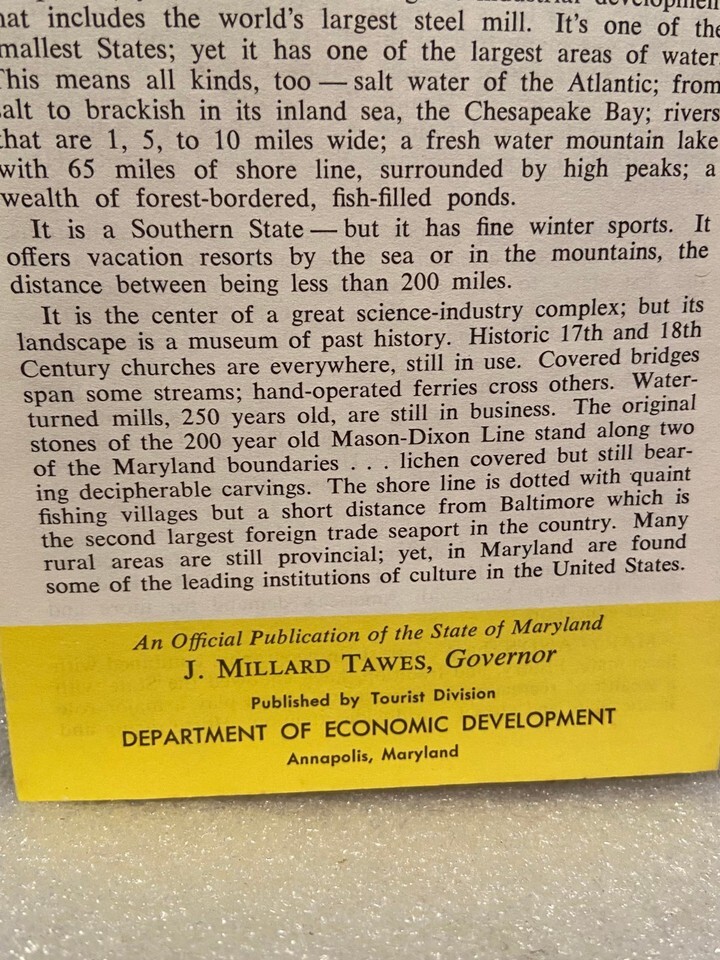 that includes the world's largest steel mill. It's one of the
smallest States; yet it has one of the largest areas of water.
This means all kinds, too — salt water of the Atlantic; from
salt to brackish in its inland sea, the Chesapeake Bay; rivers
that are 1, 5, to 10 miles wide; a fresh water mountain lake
with 65 miles of shore line, surrounded by high peaks; a
wealth of forest-bordered, fish-filled ponds.
It is a Southern State — but it has fine winter sports. It
offers vacation resorts by the sea or in the mountains, the
distance between being less than 200 miles.
It is the center of a great science-industry complex; but its
landscape is a museum of past history. Historic 17th and 18th
Century churches are everywhere, still in use. Covered bridges
span some streams; hand-operated ferries cross others. Water-
turned mills, 250 years old, are still in business. The original
stones of the 200 year old Mason-Dixon Line stand along two
of the Maryland boundaries . . . lichen covered but still bear-
ing decipherable carvings. The shore line is dotted with quaint
fishing villages but a short distance from Baltimore which is
the second largest foreign trade seaport in the country. Many
rural areas are still provincial; yet, in Maryland are found
some of the leading institutions of culture in the United States.
An Official Publication of the State of Maryland
J. MILLARD TAWES, Governor
Published by Tourist Division
DEPARTMENT OF ECONOMIC DEVELOPMENT
Annapolis, Maryland